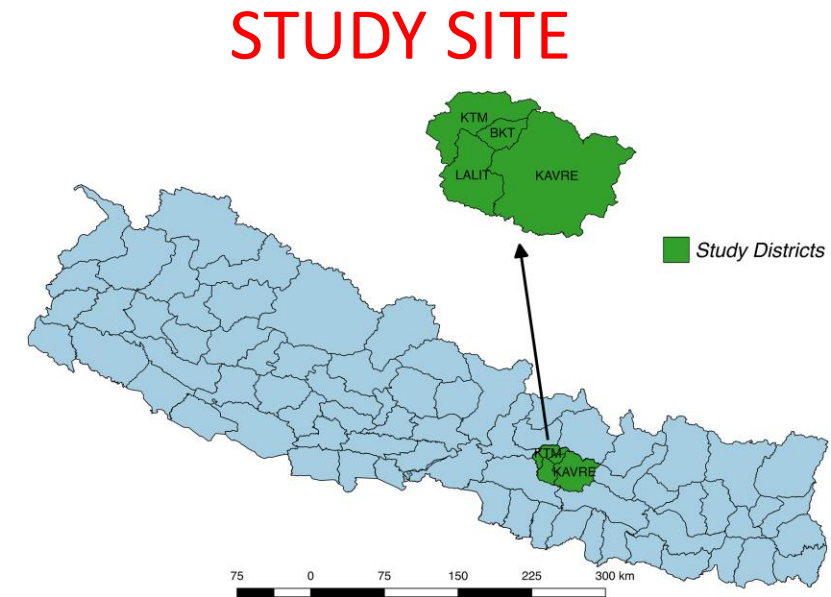 STUDY SITE
KTM
BKT
LALIT
KAVRE
Study Districts
KTM
KAVRE
75 0 75 150 225 300 km